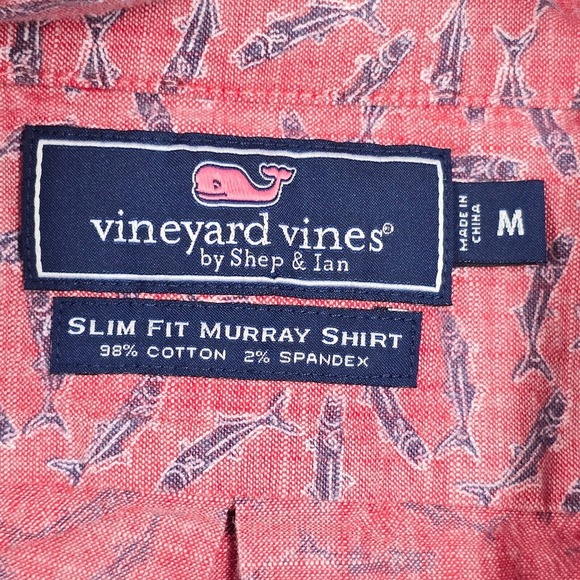 vineyard vines®
by Shep & Ian
MADE IN
CHINA
M
SLIM FIT MURRAY SHIRT
98% COTTON 2% SPANDEX